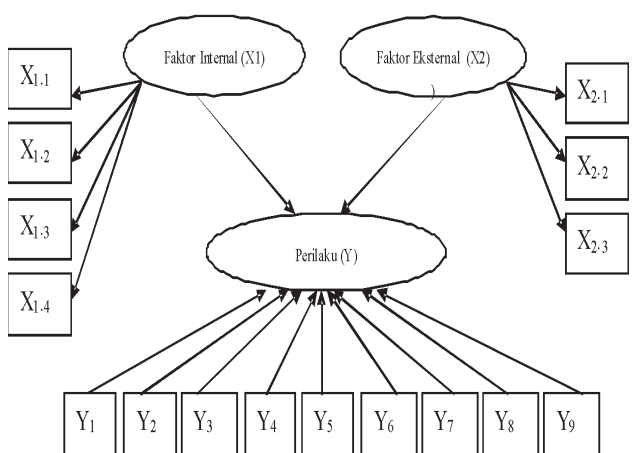 Faktor Internal (X1)
Faktor Eksternal (X2)
)
X1.1
X1.2
X1.3
X1.4
X2.1
X2.2
X2.3
Perilaku (Y)
Y1
Y2
Y3
Y4
Y5
Y6
Y7
Y8
Y9